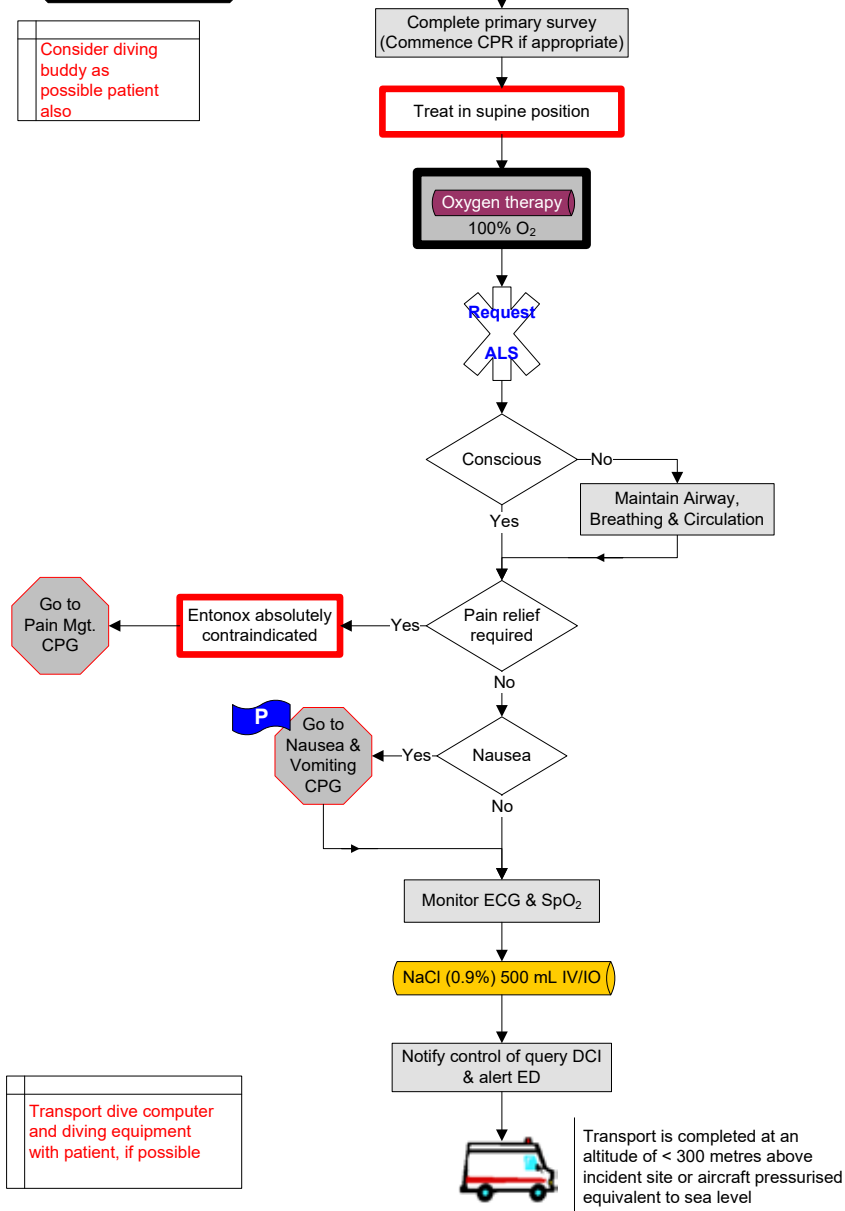 Complete primary survey
(Commence CPR if appropriate)
Consider diving
buddy as
possible patient
also
Treat in supine position
Oxygen therapy
100% O₂
Request
ALS
Conscious
No
Maintain Airway,
Breathing & Circulation
Yes
Go to
Pain Mgt.
CPG
Entonox absolutely
contraindicated
Yes
Pain relief
required
No
P
Go to
Nausea &
Vomiting
CPG
Yes
Nausea
No
Monitor ECG & SpO₂
NaCl (0.9%) 500 mL IV/IO
Notify control of query DCI
& alert ED
Transport dive computer
and diving equipment
with patient, if possible
Transport is completed at an
altitude of < 300 metres above
incident site or aircraft pressurised
equivalent to sea level